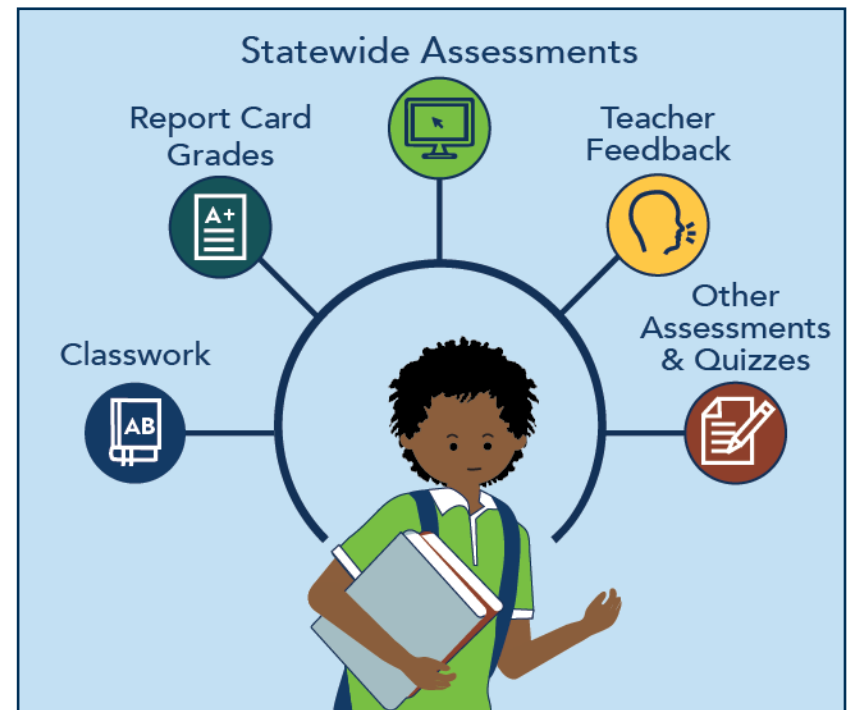 Statewide Assessments
Report Card
Grades
A+
Teacher
Feedback
Classwork
AB
Other
Assessments
& Quizzes